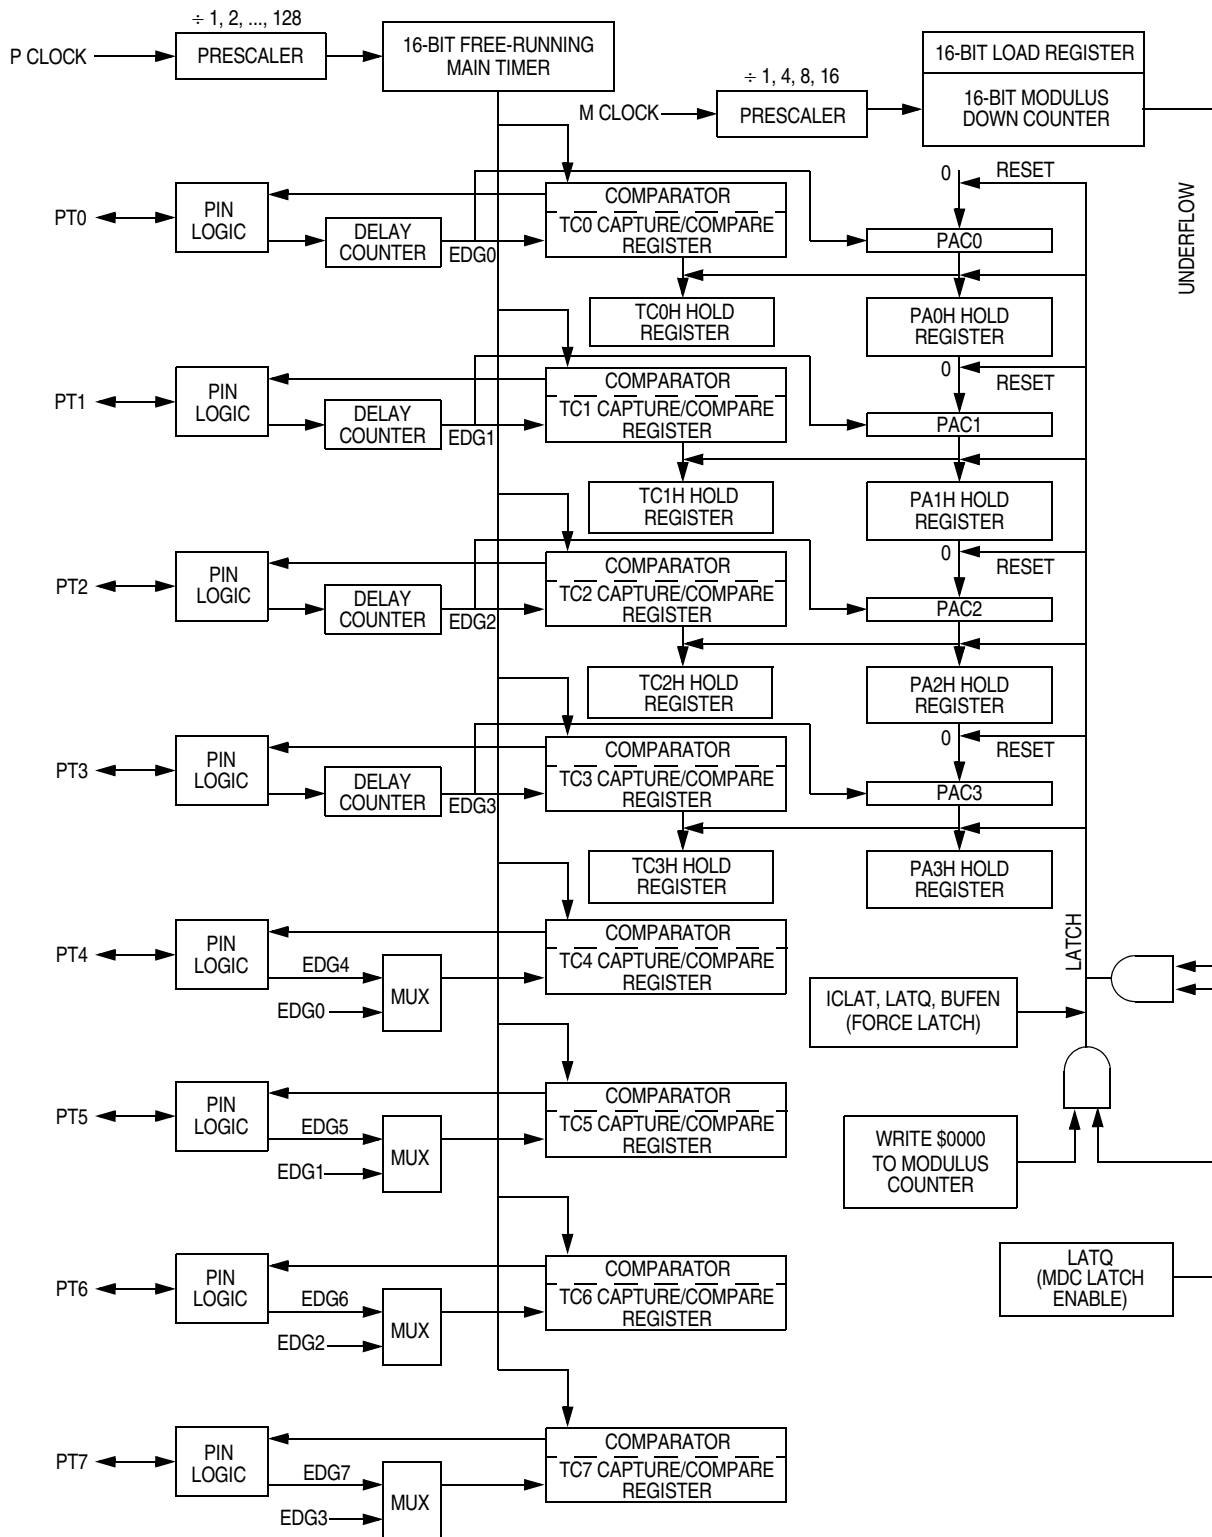 ÷ 1, 2, ..., 128
P CLOCK
PRESCALER
16-BIT FREE-RUNNING
MAIN TIMER
÷ 1, 4, 8, 16
M CLOCK
PRESCALER
16-BIT LOAD REGISTER
16-BIT MODULUS
DOWN COUNTER
UNDERFLOW
PT0
PIN
LOGIC
DELAY
COUNTER
EDG0
COMPARATOR
TC0 CAPTURE/COMPARE
REGISTER
0
RESET
PAC0
TC0H HOLD
REGISTER
PA0H HOLD
REGISTER
PT1
PIN
LOGIC
DELAY
COUNTER
EDG1
COMPARATOR
TC1 CAPTURE/COMPARE
REGISTER
0
RESET
PAC1
TC1H HOLD
REGISTER
PA1H HOLD
REGISTER
PT2
PIN
LOGIC
DELAY
COUNTER
EDG2
COMPARATOR
TC2 CAPTURE/COMPARE
REGISTER
0
RESET
PAC2
TC2H HOLD
REGISTER
PA2H HOLD
REGISTER
PT3
PIN
LOGIC
DELAY
COUNTER
EDG3
COMPARATOR
TC3 CAPTURE/COMPARE
REGISTER
0
RESET
PAC3
TC3H HOLD
REGISTER
PA3H HOLD
REGISTER
LATCH
PT4
PIN
LOGIC
EDG4
EDG0
MUX
COMPARATOR
TC4 CAPTURE/COMPARE
REGISTER
ICLAT, LATQ, BUFEN
(FORCE LATCH)
PT5
PIN
LOGIC
EDG5
EDG1
MUX
COMPARATOR
TC5 CAPTURE/COMPARE
REGISTER
WRITE $0000
TO MODULUS
COUNTER
PT6
PIN
LOGIC
EDG6
EDG2
MUX
COMPARATOR
TC6 CAPTURE/COMPARE
REGISTER
LATQ
(MDC LATCH
ENABLE)
PT7
PIN
LOGIC
EDG7
EDG3
MUX
COMPARATOR
TC7 CAPTURE/COMPARE
REGISTER